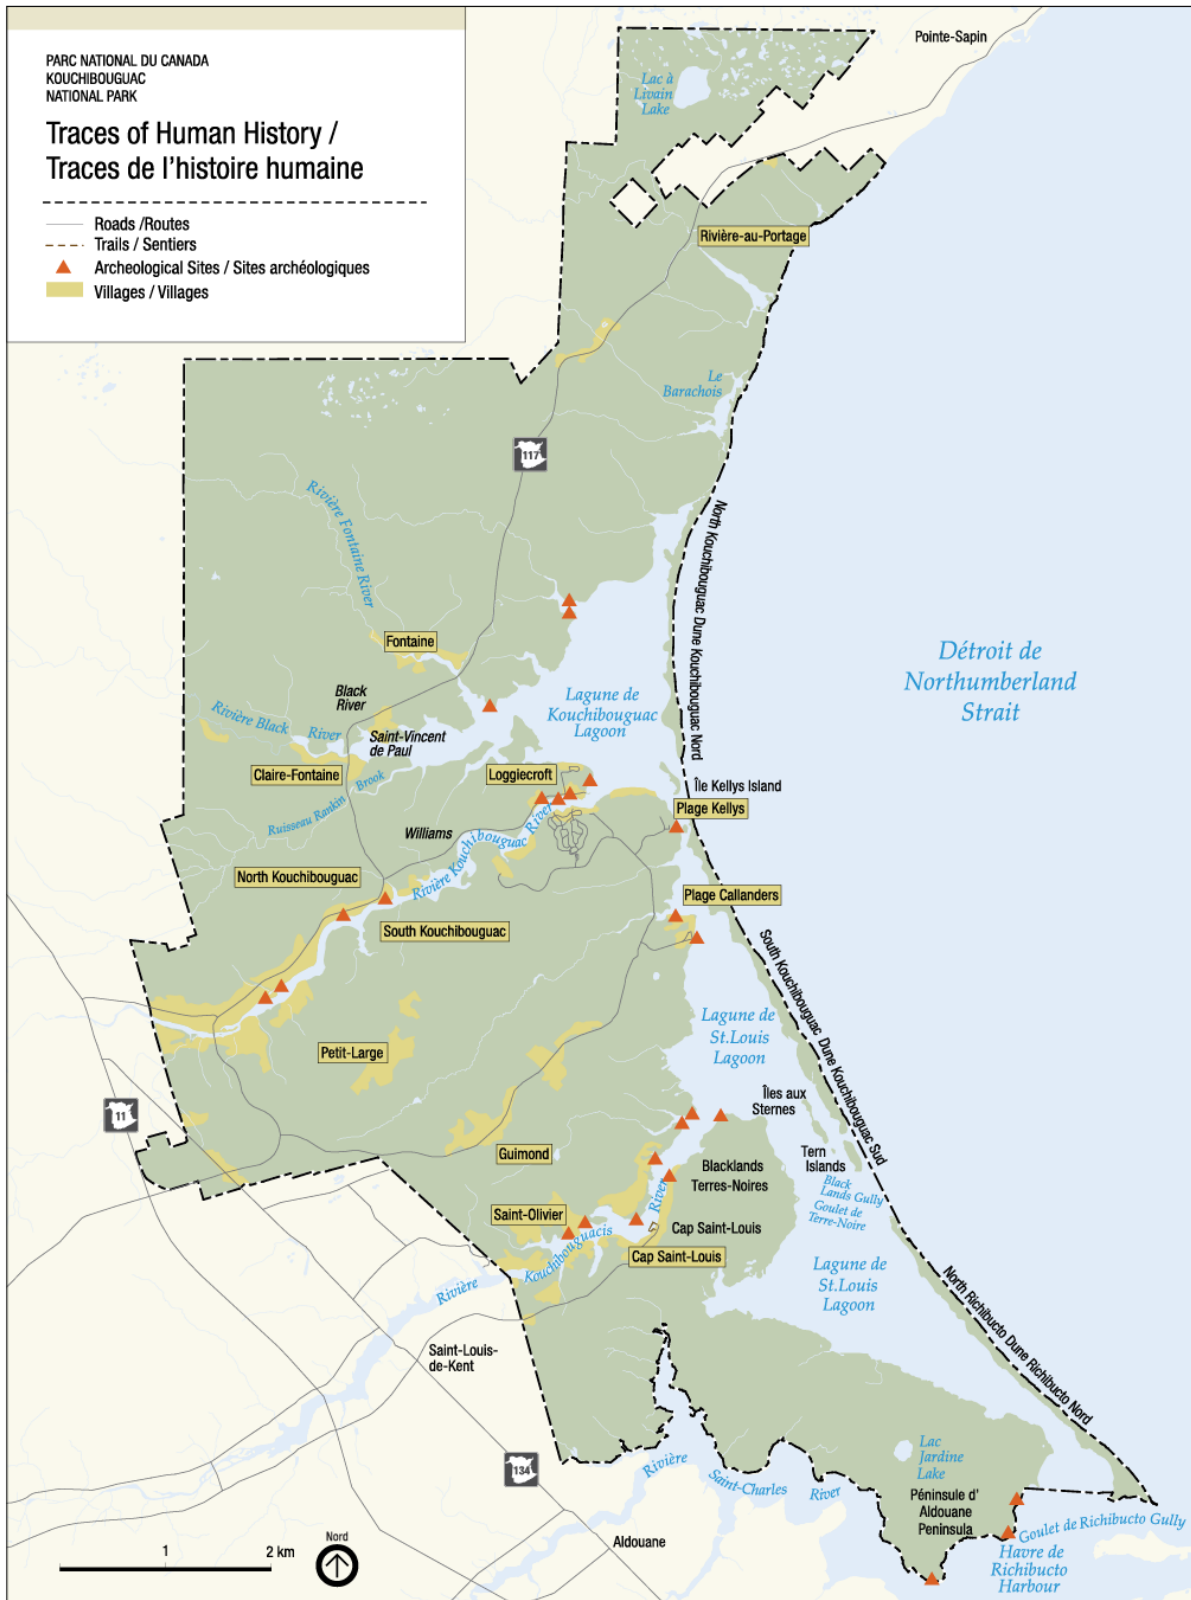 PARC NATIONAL DU CANADA
KOUCHIBOUGUAC
NATIONAL PARK
Traces of Human History /
Traces de l'histoire humaine
Roads /Routes
Trails / Sentiers
Archeological Sites / Sites archéologiques
Villages / Villages
Pointe-Sapin
Lac à
Livain
Lake
Rivière-au-Portage
Le
Barachois
117
Rivière Fontaine River
North Kouchibouguac Dune Kouchibouguac Nord
Fontaine
Détroit de
Northumberland
Strait
Black
River
Lagune de
Kouchibouguac
Lagoon
Rivière Black River
Saint-Vincent
de Paul
Claire-Fontaine
Loggiecroft
Île Kellys Island
Plage Kellys
Ruisseau Rankin Brook
Williams
Rivière Kouchibouguac River
North Kouchibouguac
Plage Callanders
South Kouchibouguac
South Kouchibouguac Dune Kouchibouguac Sud
Lagune de
St.Louis
Lagoon
Petit-Large
11
Îles aux
Sternes
Guimond
Tern
Islands
Blacklands
Terres-Noires
Black
Lands Gully
Goulet de
Terre-Noire
Saint-Olivier
Cap Saint-Louis
Cap Saint-Louis
Rivière Kouchibouguacis River
Lagune de
St.Louis
Lagoon
North Richibucto Dune Richibucto Nord
Saint-Louis-
de-Kent
134
Lac
Jardine
Lake
Rivière Saint-Charles River
Péninsule d'
Aldouane
Peninsula
Goulet de Richibucto Gully
Havre de
Richibucto
Harbour
Aldouane
Nord
1 2 km